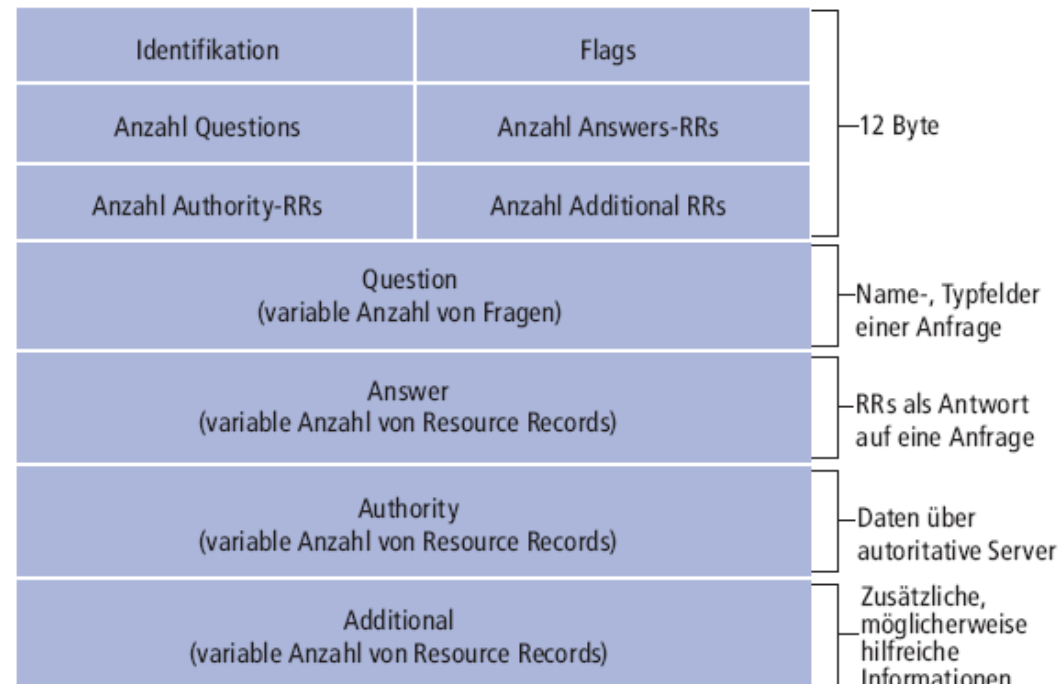 Identifikation
Flags
Anzahl Questions
Anzahl Answers-RRs
12 Byte
Anzahl Authority-RRs
Anzahl Additional RRs
Question
(variable Anzahl von Fragen)
Name-, Typfelder
einer Anfrage
Answer
(variable Anzahl von Resource Records)
RRs als Antwort
auf eine Anfrage
Authority
(variable Anzahl von Resource Records)
Daten über
autoritative Server
Additional
(variable Anzahl von Resource Records)
Zusätzliche,
möglicherweise
hilfreiche
Informationen